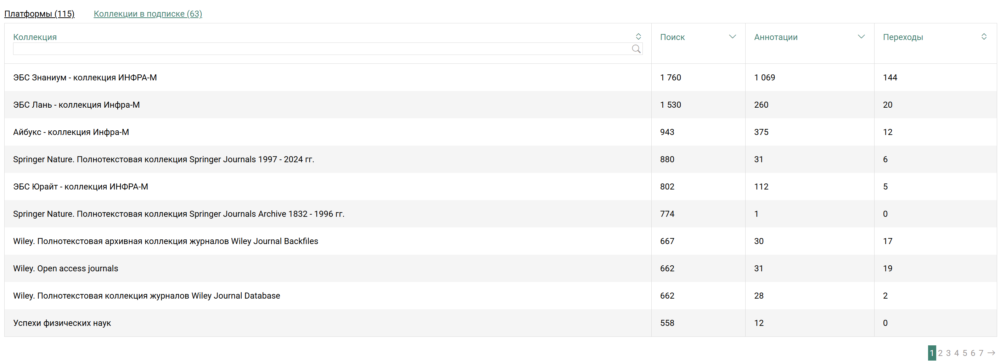 Платформы (115) Коллекции в подписке (63)
Коллекция Поиск Аннотации Переходы
ЭБС Знаниум - коллекция ИНФРА-М 1 760 1 069 144
ЭБС Лань - коллекция Инфра-М 1 530 260 20
Айбукс - коллекция Инфра-М 943 375 12
Springer Nature. Полнотекстовая коллекция Springer Journals 1997 - 2024 гг. 880 31 6
ЭБС Юрайт - коллекция ИНФРА-М 802 112 5
Springer Nature. Полнотекстовая коллекция Springer Journals Archive 1832 - 1996 гг. 774 1 0
Wiley. Полнотекстовая архивная коллекция журналов Wiley Journal Backfiles 667 30 17
Wiley. Open access journals 662 31 19
Wiley. Полнотекстовая коллекция журналов Wiley Journal Database 662 28 2
Успехи физических наук 558 12 0
1 2 3 4 5 6 7 →